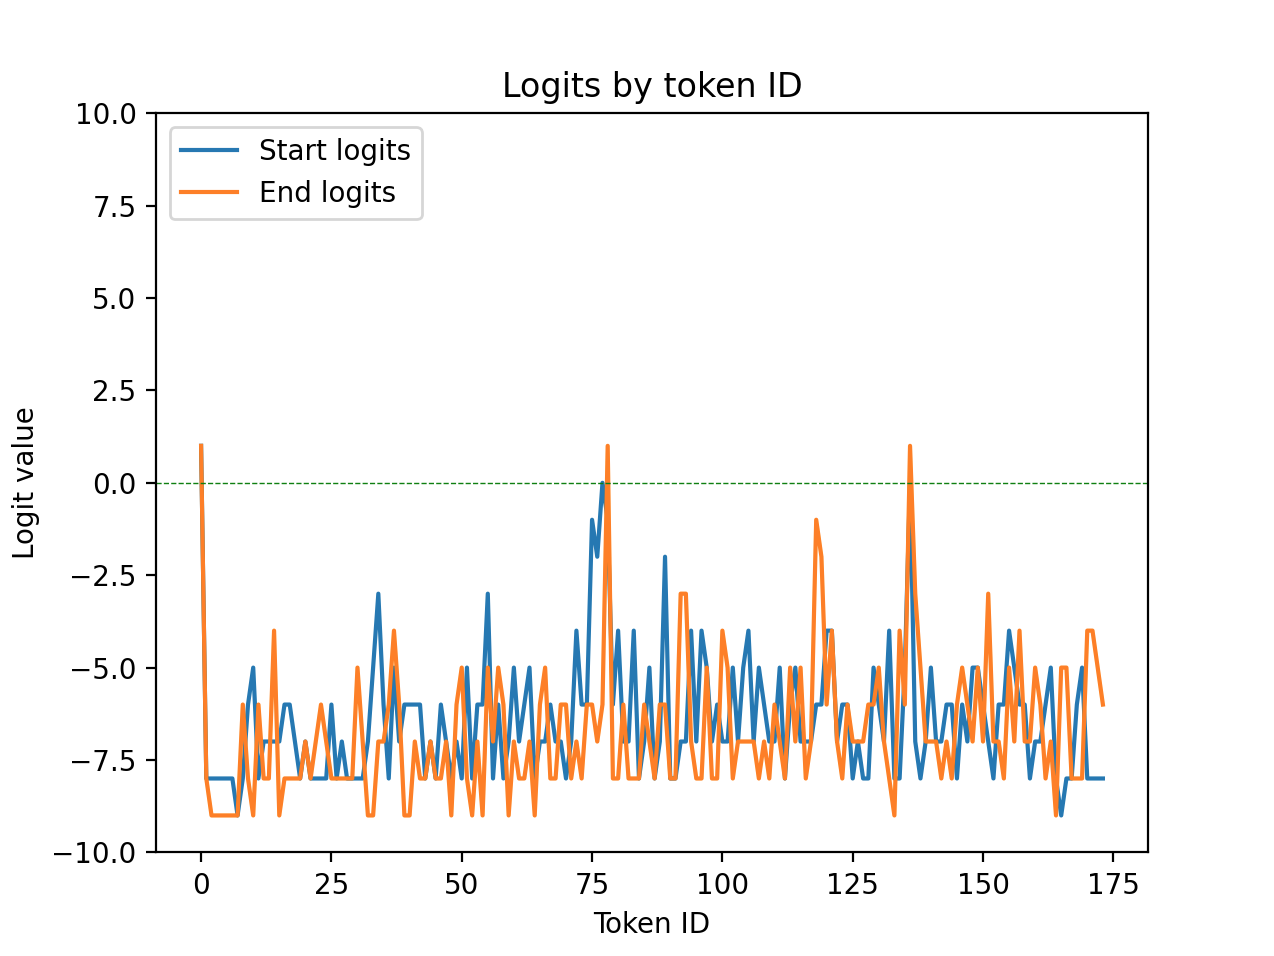 Logits by token ID
10.0
7.5
5.0
2.5
0.0
−2.5
−5.0
−7.5
−10.0
Start logits
End logits
Logit value
0 25 50 75 100 125 150 175
Token ID